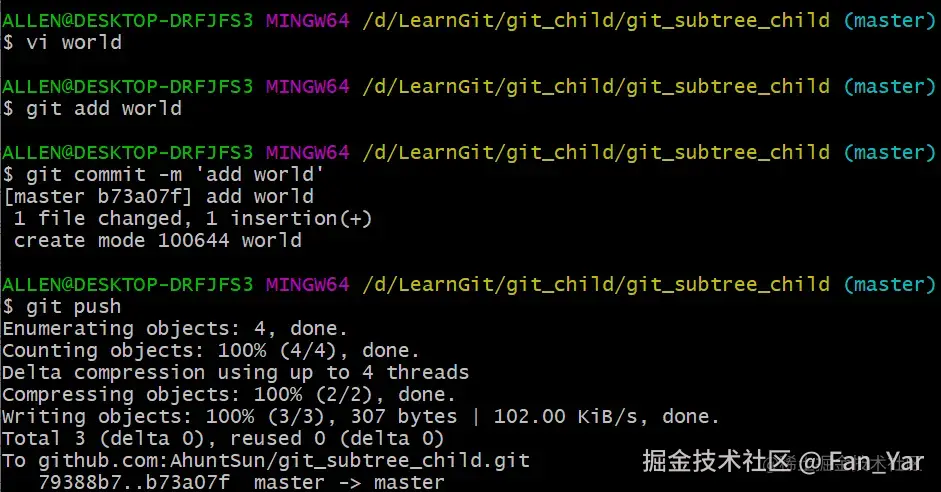 ALLEN@DESKTOP-DRFJFS3 MINGW64 /d/LearnGit/git_child/git_subtree_child (master)
$ vi world
ALLEN@DESKTOP-DRFJFS3 MINGW64 /d/LearnGit/git_child/git_subtree_child (master)
$ git add world
ALLEN@DESKTOP-DRFJFS3 MINGW64 /d/LearnGit/git_child/git_subtree_child (master)
$ git commit -m 'add world'
[master b73a07f] add world
1 file changed, 1 insertion(+)
create mode 100644 world
ALLEN@DESKTOP-DRFJFS3 MINGW64 /d/LearnGit/git_child/git_subtree_child (master)
$ git push
Enumerating objects: 4, done.
Counting objects: 100% (4/4), done.
Delta compression using up to 4 threads
Compressing objects: 100% (2/2), done.
Writing objects: 100% (3/3), 307 bytes | 102.00 KiB/s, done.
Total 3 (delta 0), reused 0 (delta 0)
To github.com:AhuntSun/git_subtree_child.git
79388b7..b73a07f  master -> master
掘金技术社区 @ Fan_Yar